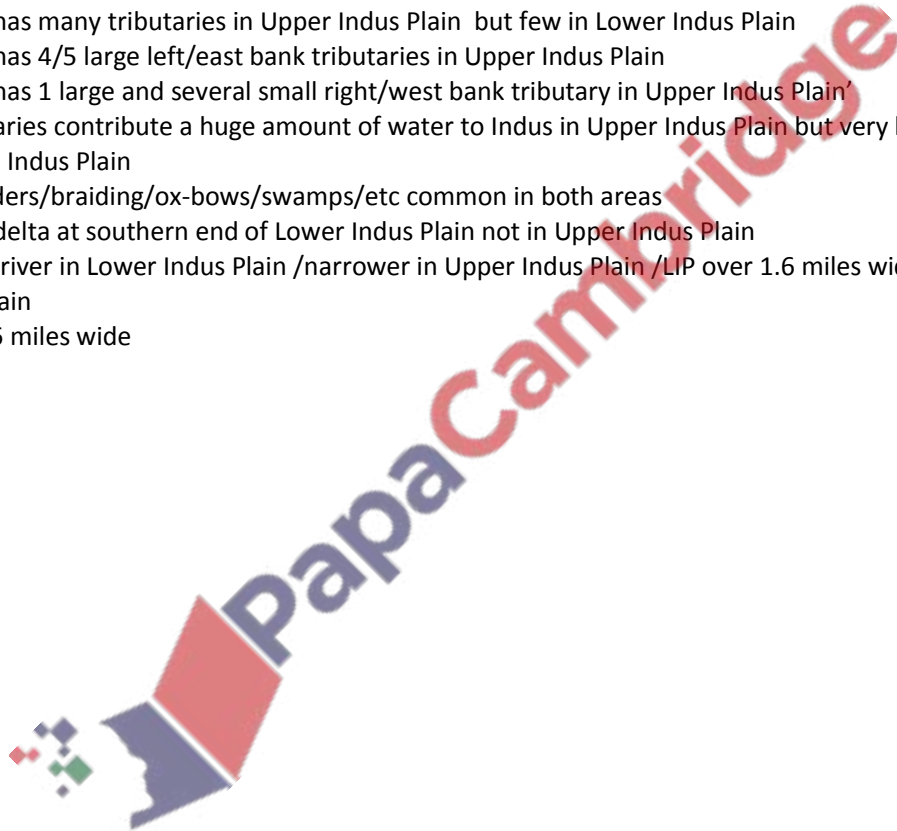 has many tributaries in Upper Indus Plain but few in Lower Indus Plain
has 4/5 large left/east bank tributaries in Upper Indus Plain
has 1 large and several small right/west bank tributary in Upper Indus Plain’
aries contribute a huge amount of water to Indus in Upper Indus Plain but very
Indus Plain
ders/braiding/ox-bows/swamps/etc common in both areas
delta at southern end of Lower Indus Plain not in Upper Indus Plain
river in Lower Indus Plain /narrower in Upper Indus Plain /LIP over 1.6 miles
ain
miles wide
PapaCambridge